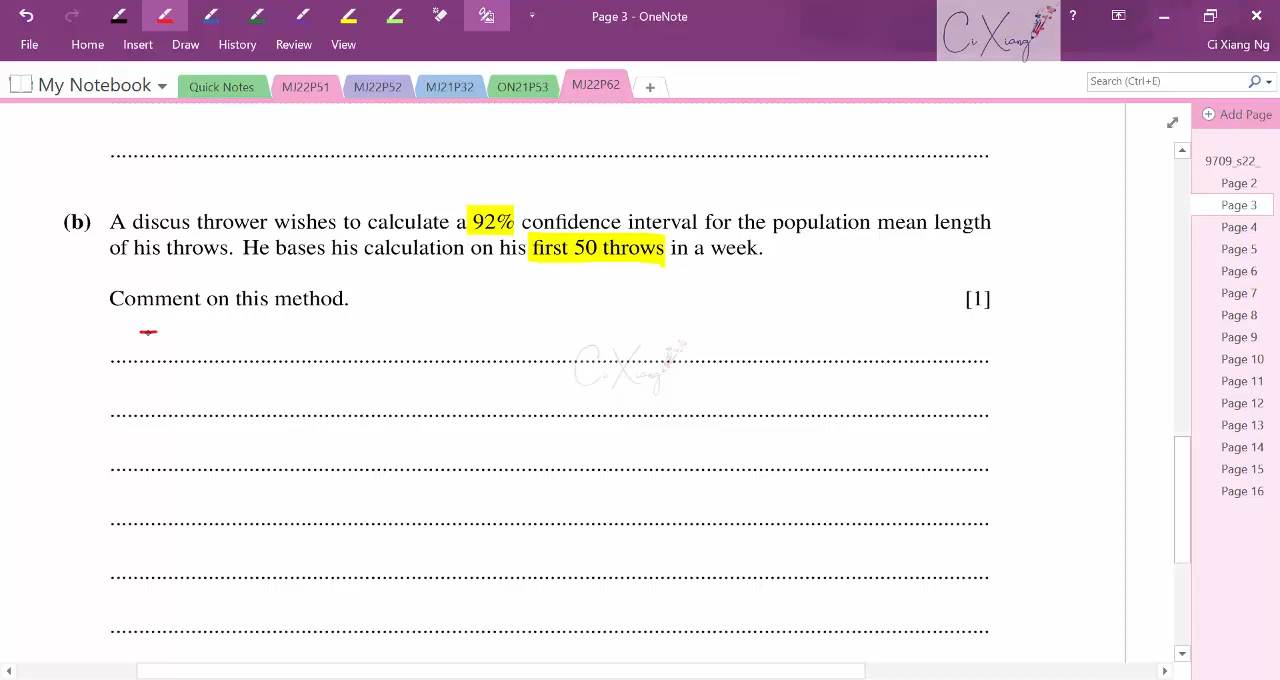 Page 3 - OneNote
Ci Xiang
?
File Home Insert Draw History Review View
Ci Xiang Ng
My Notebook
Quick Notes MJ22P51 MJ22P52 MJ21P32 ON21P53 MJ22P62
Search (Ctrl+E)
Add Page
9709_s22_
Page 2
Page 3
Page 4
Page 5
Page 6
Page 7
Page 8
Page 9
Page 10
Page 11
Page 12
Page 13
Page 14
Page 15
Page 16
(b) A discus thrower wishes to calculate a 92% confidence interval for the population mean length
of his throws. He bases his calculation on his first 50 throws in a week.
Comment on this method. [1]
Ci Xiang